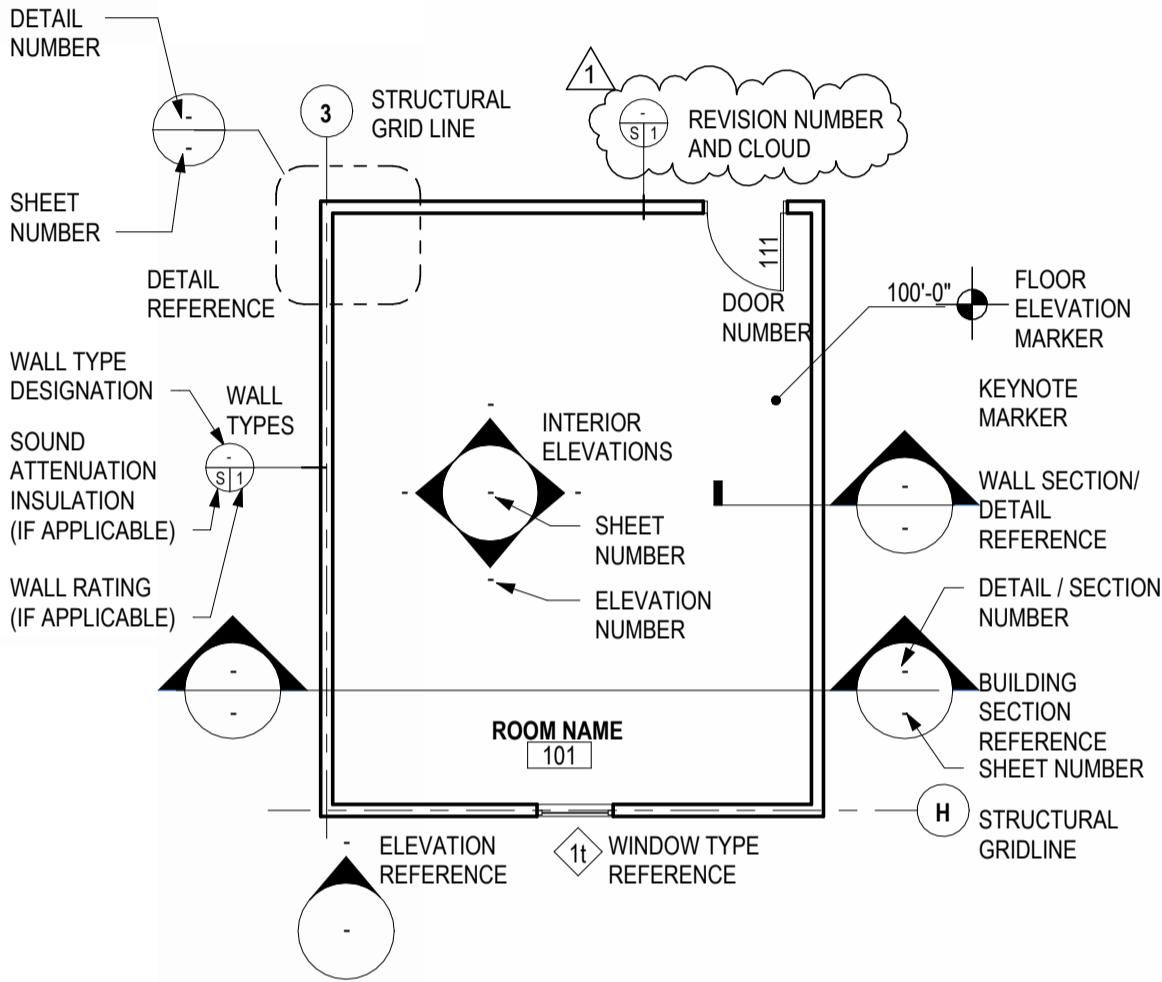 DETAIL
NUMBER
-
-
SHEET
NUMBER
3
STRUCTURAL
GRID LINE
1
-
S 1
REVISION NUMBER
AND CLOUD
DETAIL
REFERENCE
111
DOOR
NUMBER
100'-0"
FLOOR
ELEVATION
MARKER
KEYNOTE
MARKER
WALL TYPE
DESIGNATION
WALL
TYPES
-
S 1
SOUND
ATTENUATION
INSULATION
(IF APPLICABLE)
WALL RATING
(IF APPLICABLE)
-
INTERIOR
ELEVATIONS
- - -
SHEET
NUMBER
-
ELEVATION
NUMBER
-
-
WALL SECTION/
DETAIL
REFERENCE
DETAIL / SECTION
NUMBER
-
-
-
-
BUILDING
SECTION
REFERENCE
SHEET NUMBER
ROOM NAME
101
H
STRUCTURAL
GRIDLINE
-
ELEVATION
REFERENCE
-
1t
WINDOW TYPE
REFERENCE